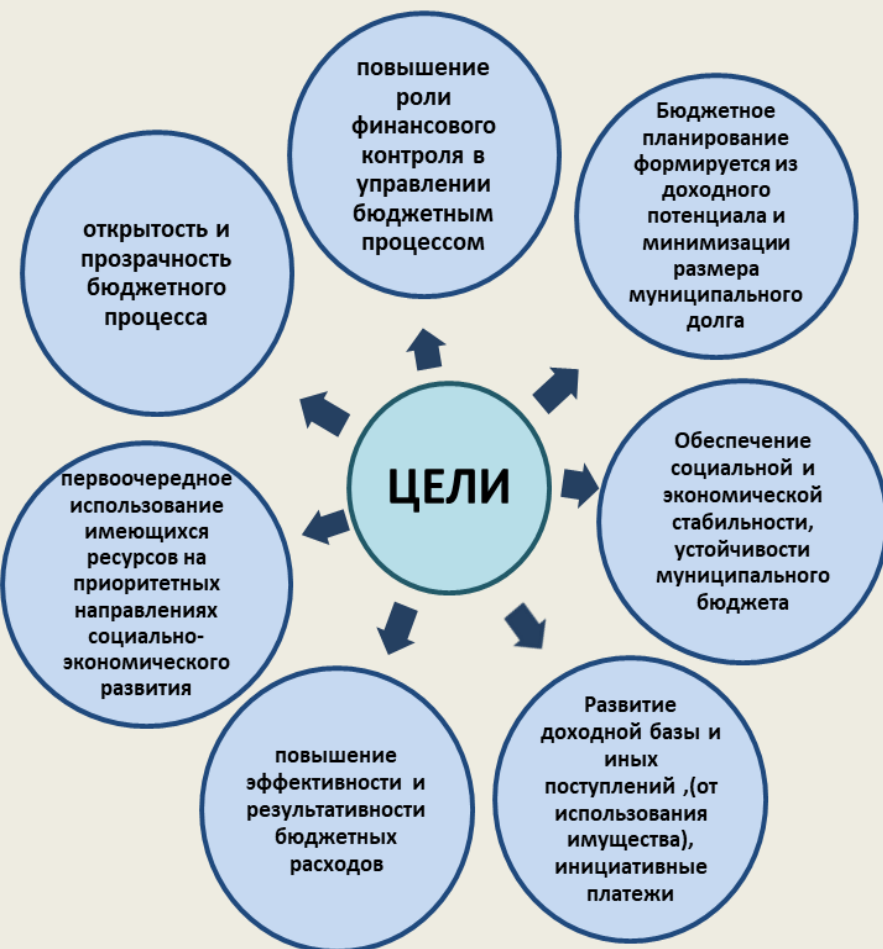 повышение
роли
финансового
контроля в
управлении
бюджетным
процессом
Бюджетное
планирование
формируется из
доходного
потенциала и
минимизации
размера
муниципального
долга
открытость и
прозрачность
бюджетного
процесса
ЦЕЛИ
Обеспечение
социальной и
экономической
стабильности,
устойчивости
муниципального
бюджета
первоочередное
использование
имеющихся
ресурсов на
приоритетных
направлениях
социально-
экономического
развития
Развитие
доходной базы и
иных
поступлений ,(от
использования
имущества),
инициативные
платежи
повышение
эффективности и
результативности
бюджетных
расходов